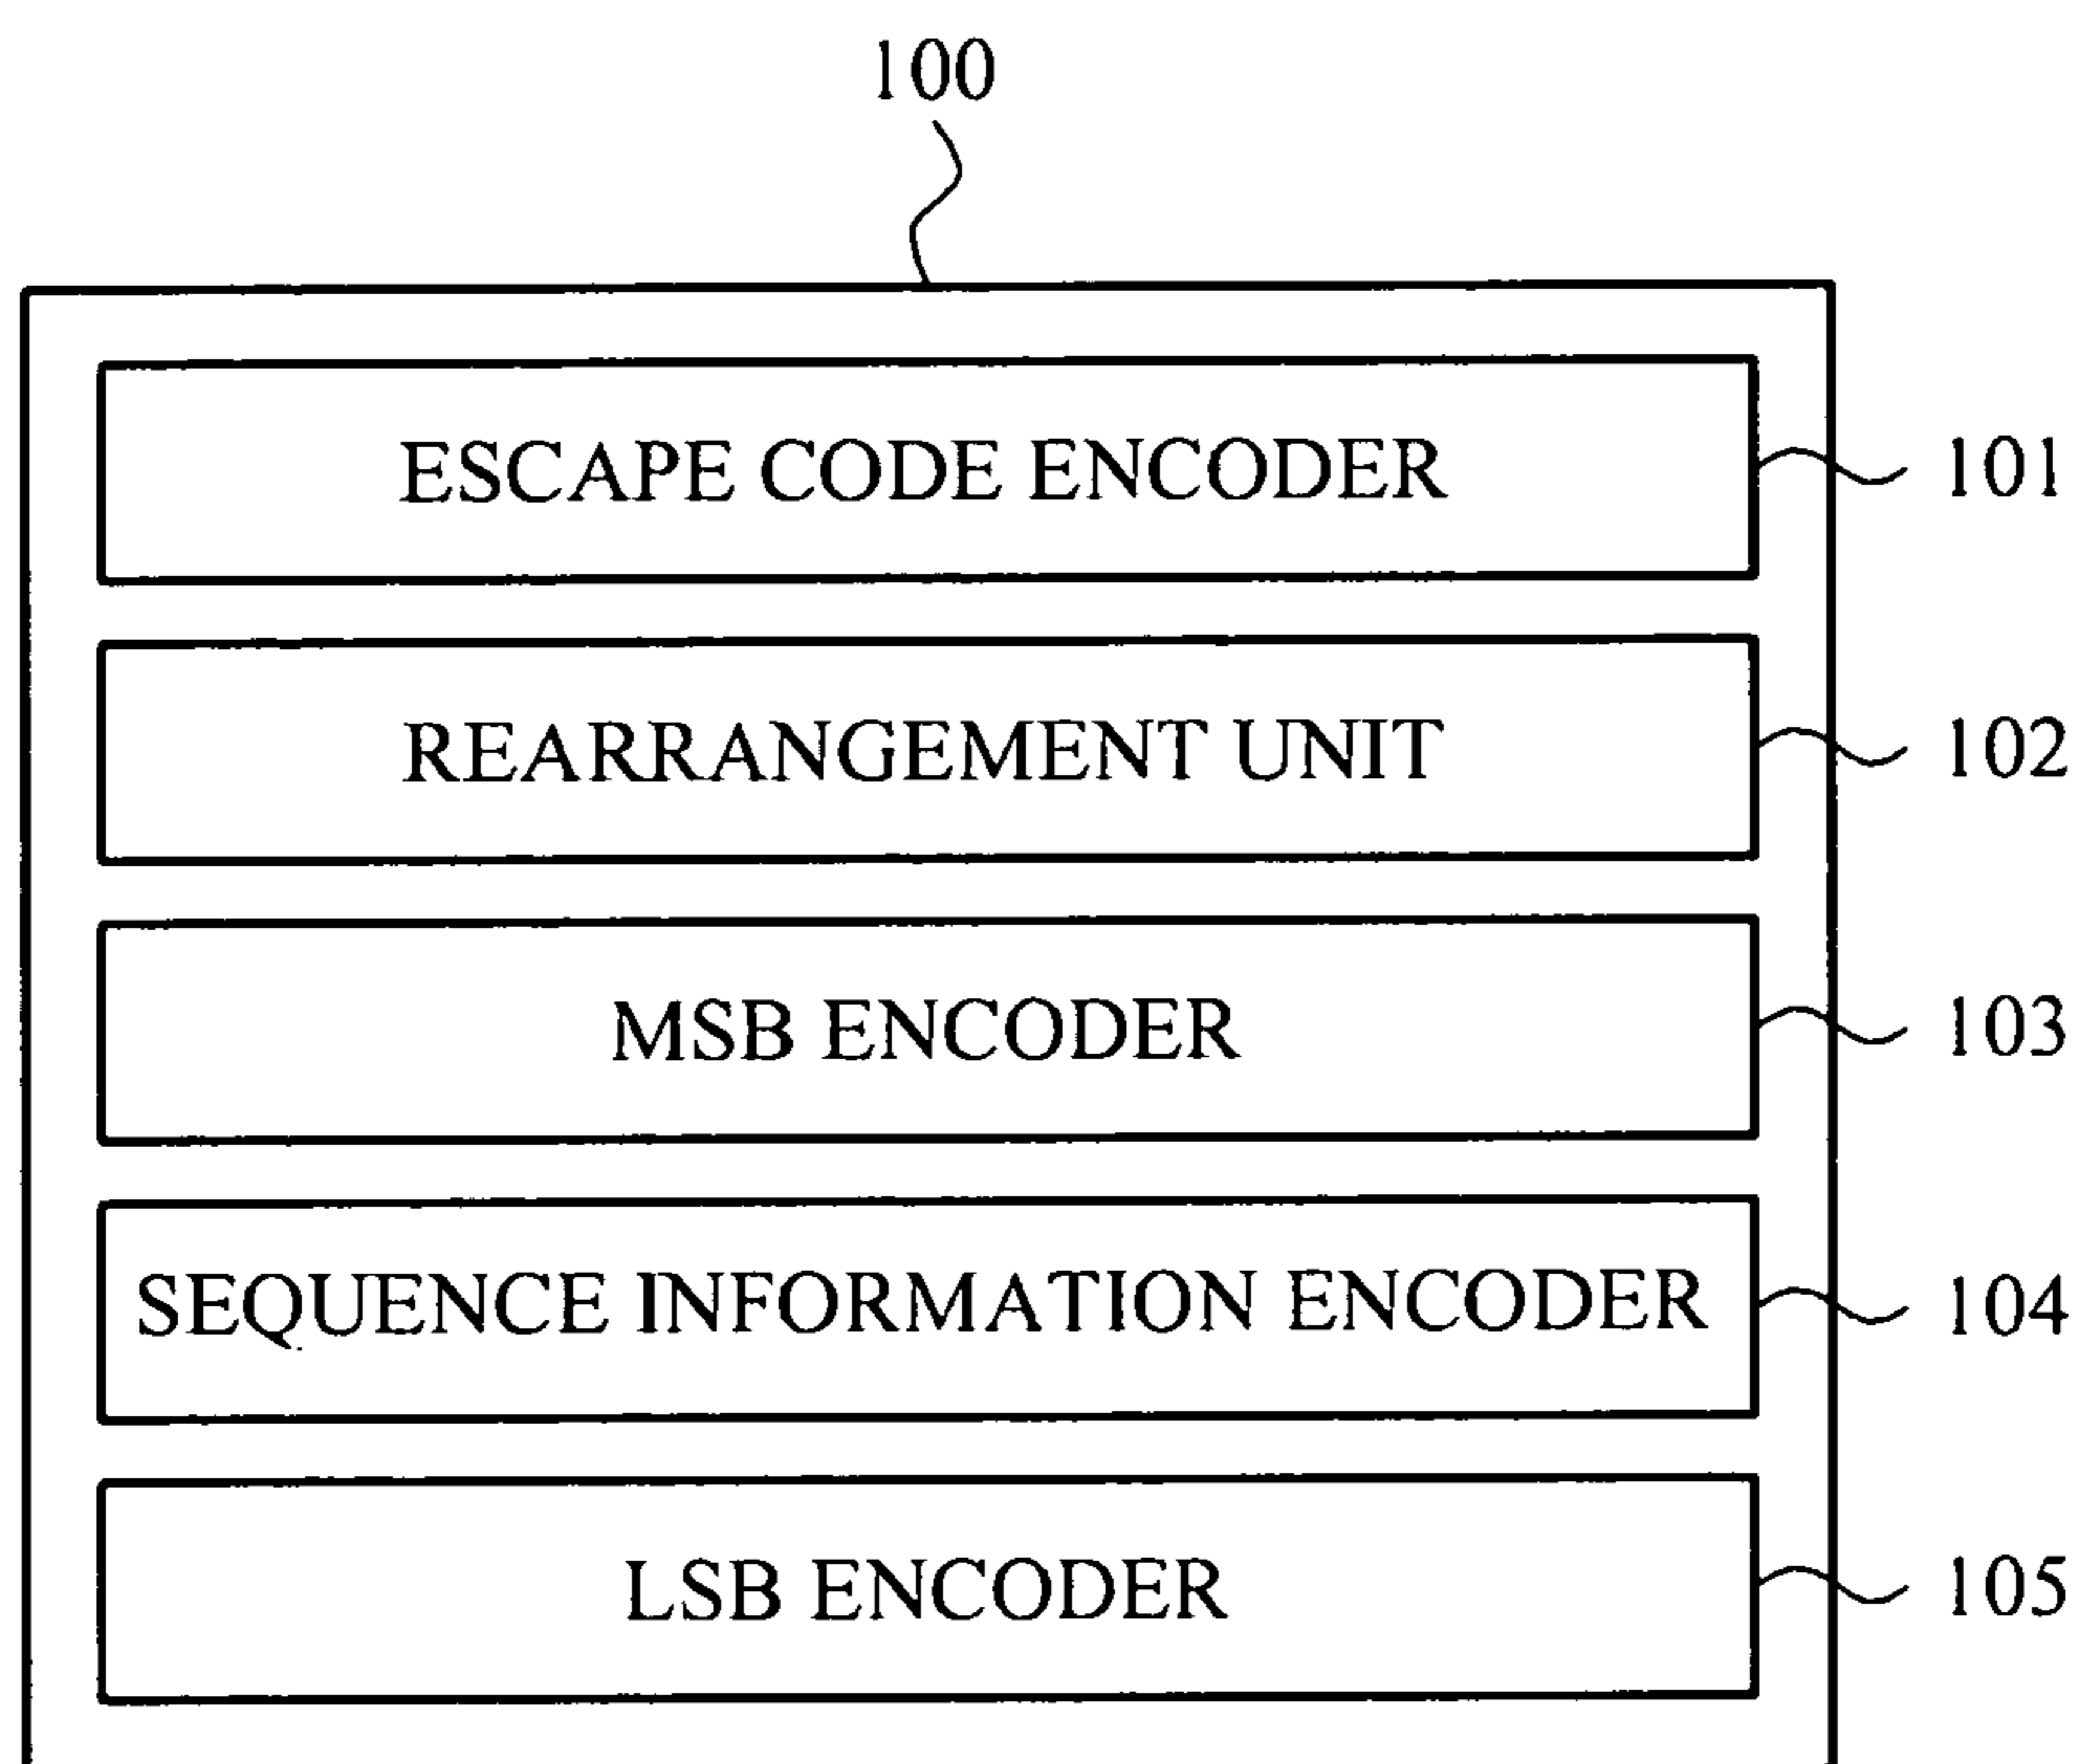 100
ESCAPE CODE ENCODER 101
REARRANGEMENT UNIT 102
MSB ENCODER 103
SEQUENCE INFORMATION ENCODER 104
LSB ENCODER 105